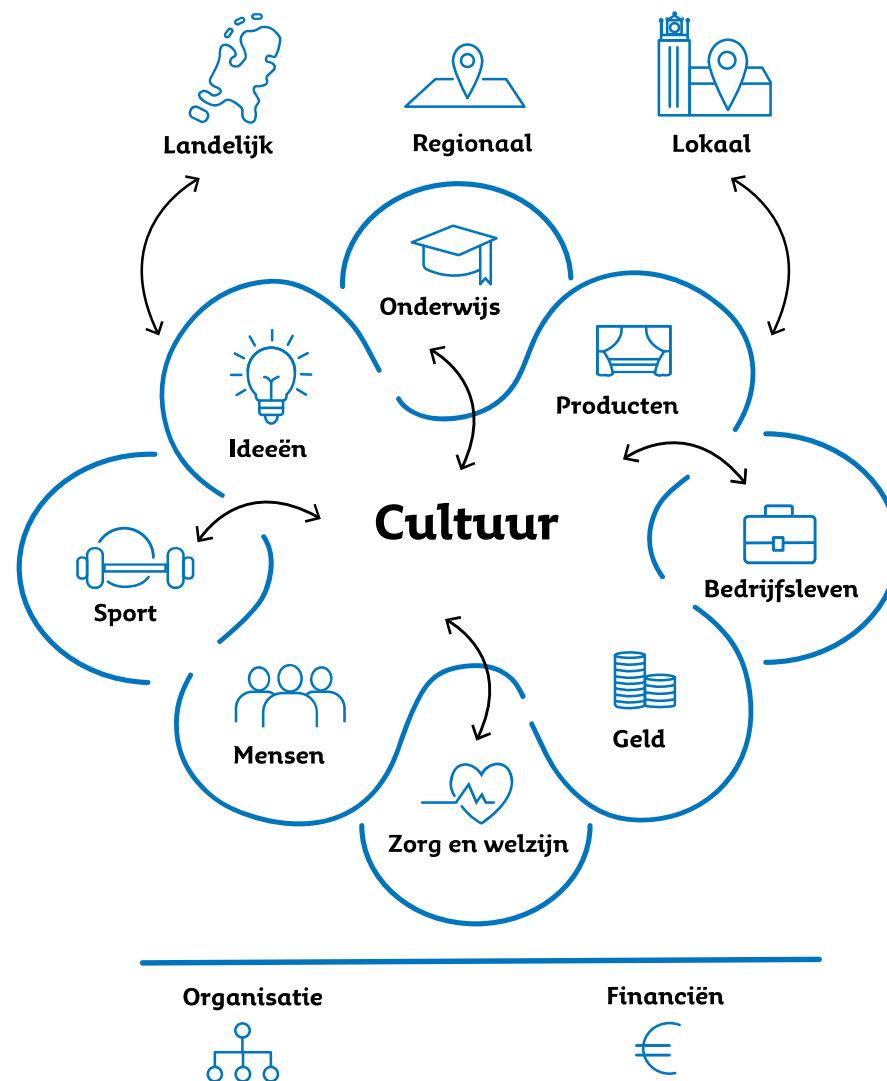 Landelijk
Regionaal
Lokaal
Onderwijs
Producten
Ideeën
Cultuur
Bedrijfsleven
Sport
Mensen
Geld
Zorg en welzijn
Organisatie
Financiën